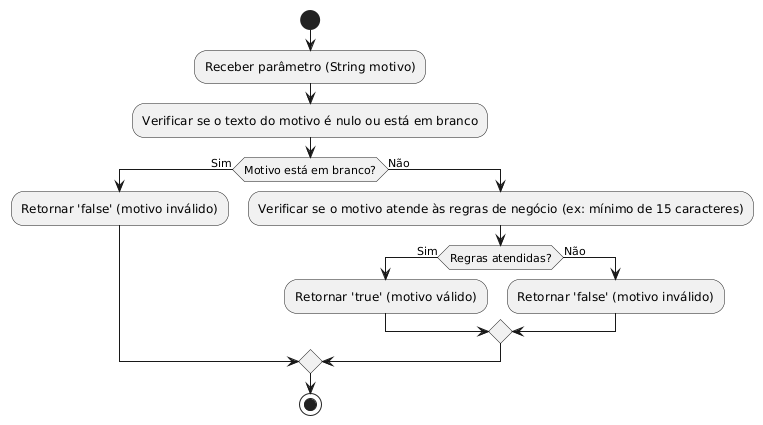 Receber parâmetro (String motivo)
Verificar se o texto do motivo é nulo ou está em branco
Sim
Motivo está em branco?
Não
Retornar 'false' (motivo inválido)
Verificar se o motivo atende às regras de negócio (ex: mínimo de 15 caracteres)
Sim
Regras atendidas?
Não
Retornar 'true' (motivo válido)
Retornar 'false' (motivo inválido)